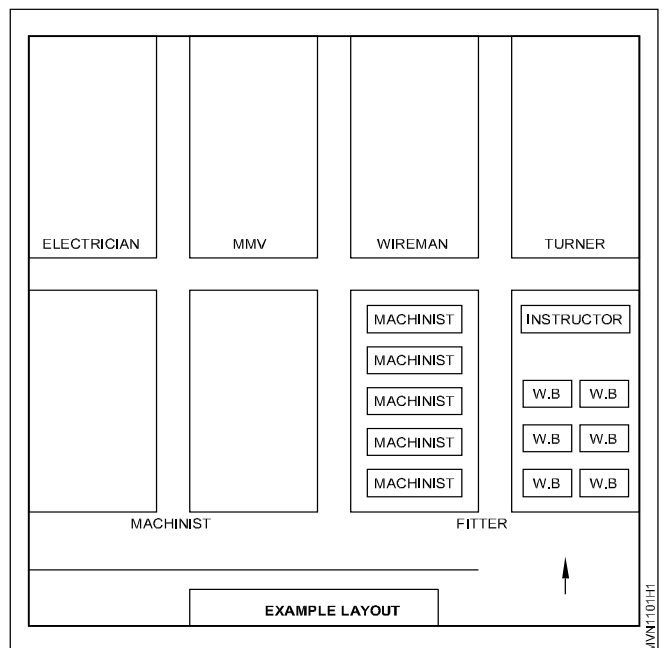 ELECTRICIAN MMV WIREMAN TURNER
MACHINIST INSTRUCTOR
MACHINIST
MACHINIST W.B W.B
MACHINIST W.B W.B
MACHINIST W.B W.B
MACHINIST FITTER
EXAMPLE LAYOUT
MVN1101H1